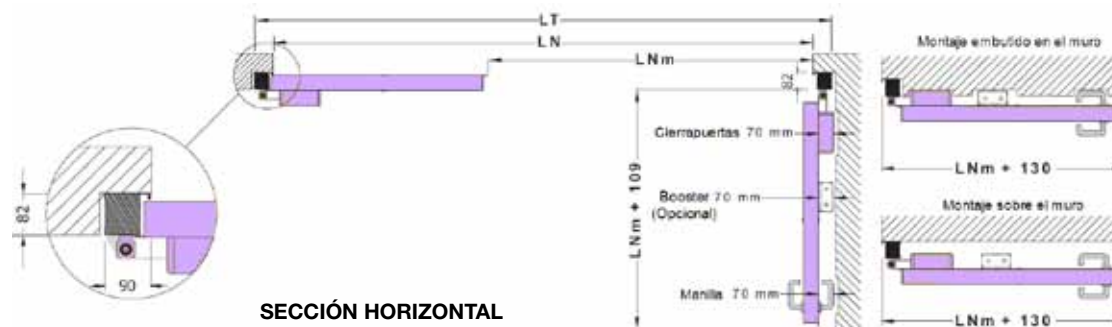 LT
LN
LNm
82
Montaje embutido en el muro
Cierrapuertas 70 mm
LNm + 130
Booster 70 mm
(Opcional)
LNm + 109
Montaje sobre el muro
82
90
Manilla 70 mm
SECCIÓN HORIZONTAL
LNm + 130